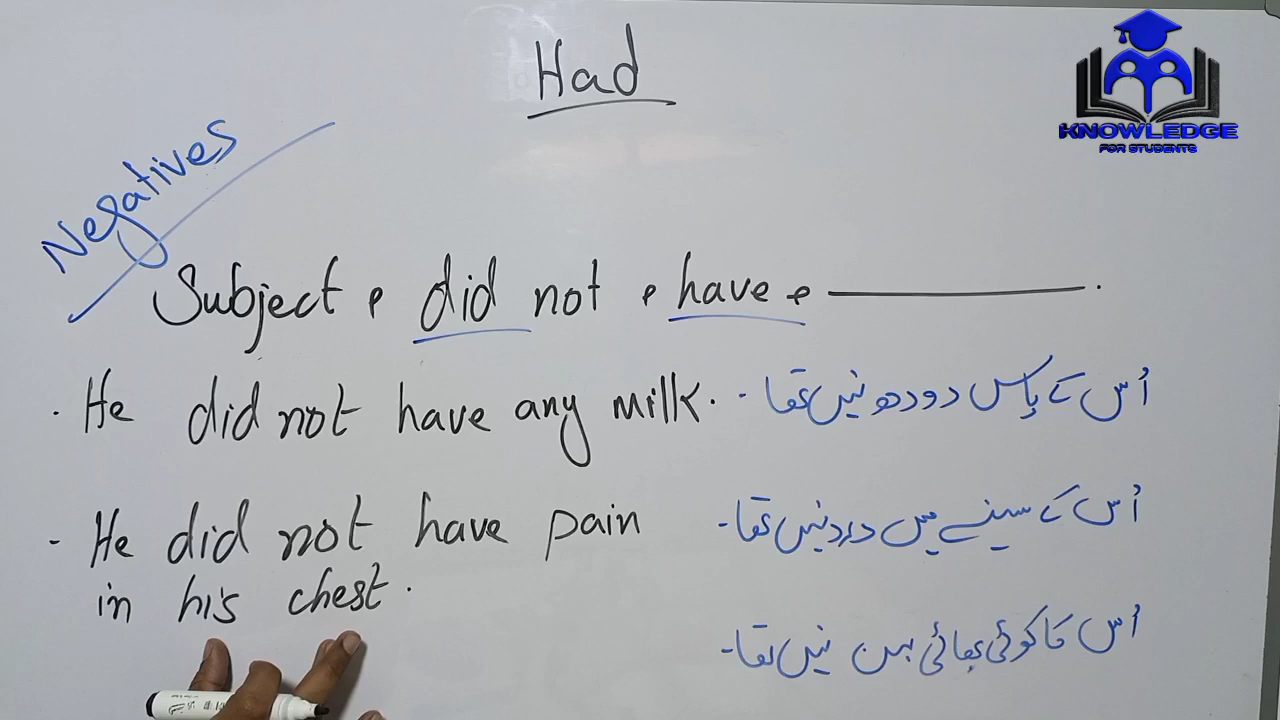 Had
KNOWLEDGE
FOR STUDENTS
Negatives
Subject + did not + have + ________.
· He did not have any milk. · اُس کے پاس دودھ نہیں تھا
- He did not have pain
in his chest.
اُس کے سینے میں درد نہیں تھا-
اُس کا کوئی بھائی بہن نہیں تھا-